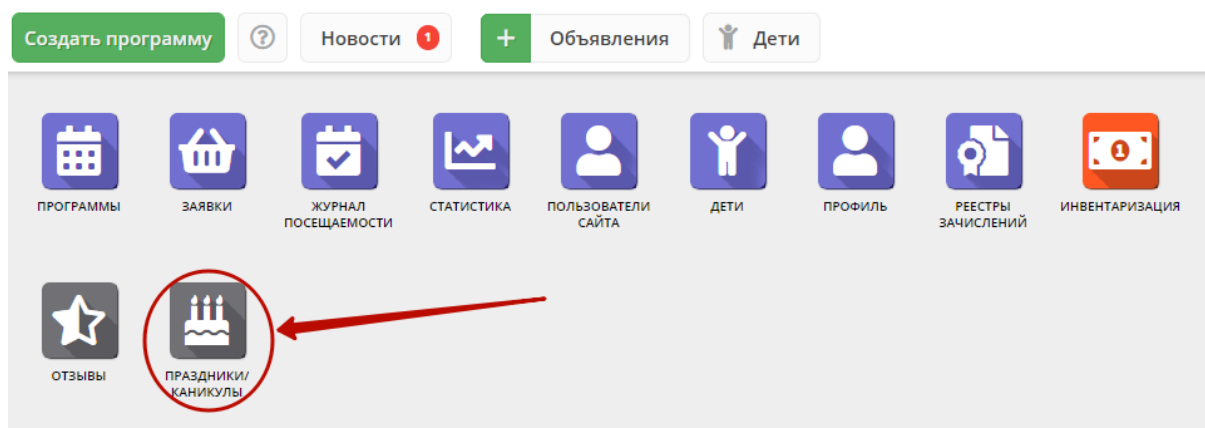 Создать программу ? Новости 1 + Объявления Дети
ПРОГРАММЫ ЗАЯВКИ ЖУРНАЛ СТАТИСТИКА ПОЛЬЗОВАТЕЛИ ДЕТИ ПРОФИЛЬ РЕЕСТРЫ ИНВЕНТАРИЗАЦИЯ
ПОСЕЩАЕМОСТИ САЙТА ЗАЧИСЛЕНИЙ
ОТЗЫВЫ ПРАЗДНИКИ/
КАНИКУЛЫ